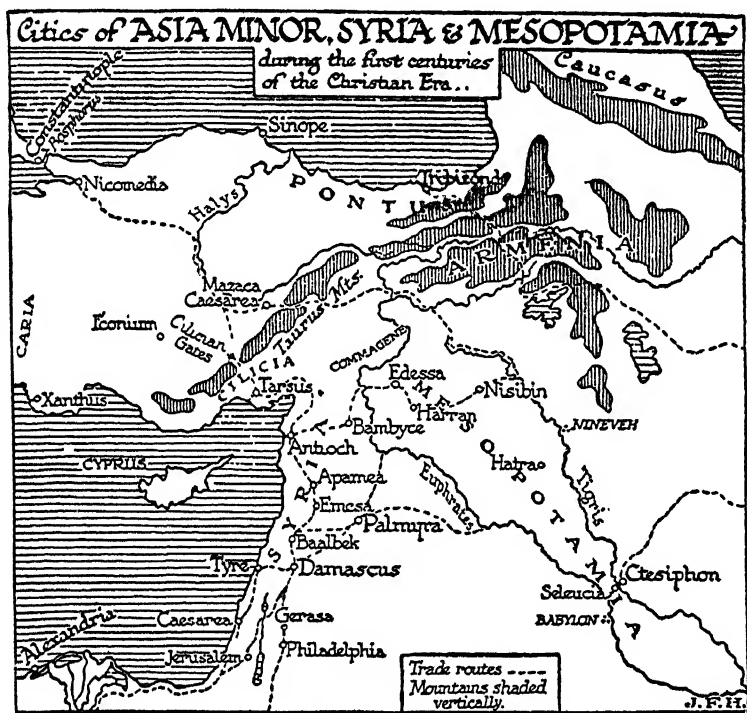 Cities of ASIA MINOR, SYRIA & MESOPOTAMIA
during the first centuries
of the Christian Era..
Caucasus
Constantinople
Bosphorus
Sinope
Nicomedia
Halys
PONTUS
Trebizond
ARMENIA
Mazaca
Caesarea
Taurus Mts.
CARIA
Iconium
Cilician
Gates
COMMAGENE
CILICIA
Edessa
Xanthus
Tarsus
Nisibin
Harran
MESOPOTAMIA
Bambyce
NINEVEH
Antioch
CYPRUS
Hatra
SYRIA
Apamea
Euphrates
Tigris
Emesa
Palmyra
Baalbek
Tyre
Damascus
Ctesiphon
Seleucia
Caesarea
Gerasa
BABYLON
Alexandria
Jerusalem
Philadelphia
Trade routes ----
Mountains shaded
vertically.
J.F.H.